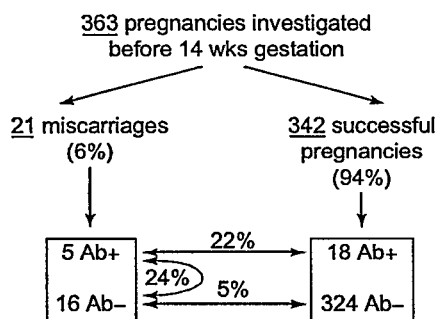 363 pregnancies investigated
before 14 wks gestation
21 miscarriages
(6%)
342 successful
pregnancies
(94%)
5 Ab+
22%
18 Ab+
24%
16 Ab−
5%
324 Ab−